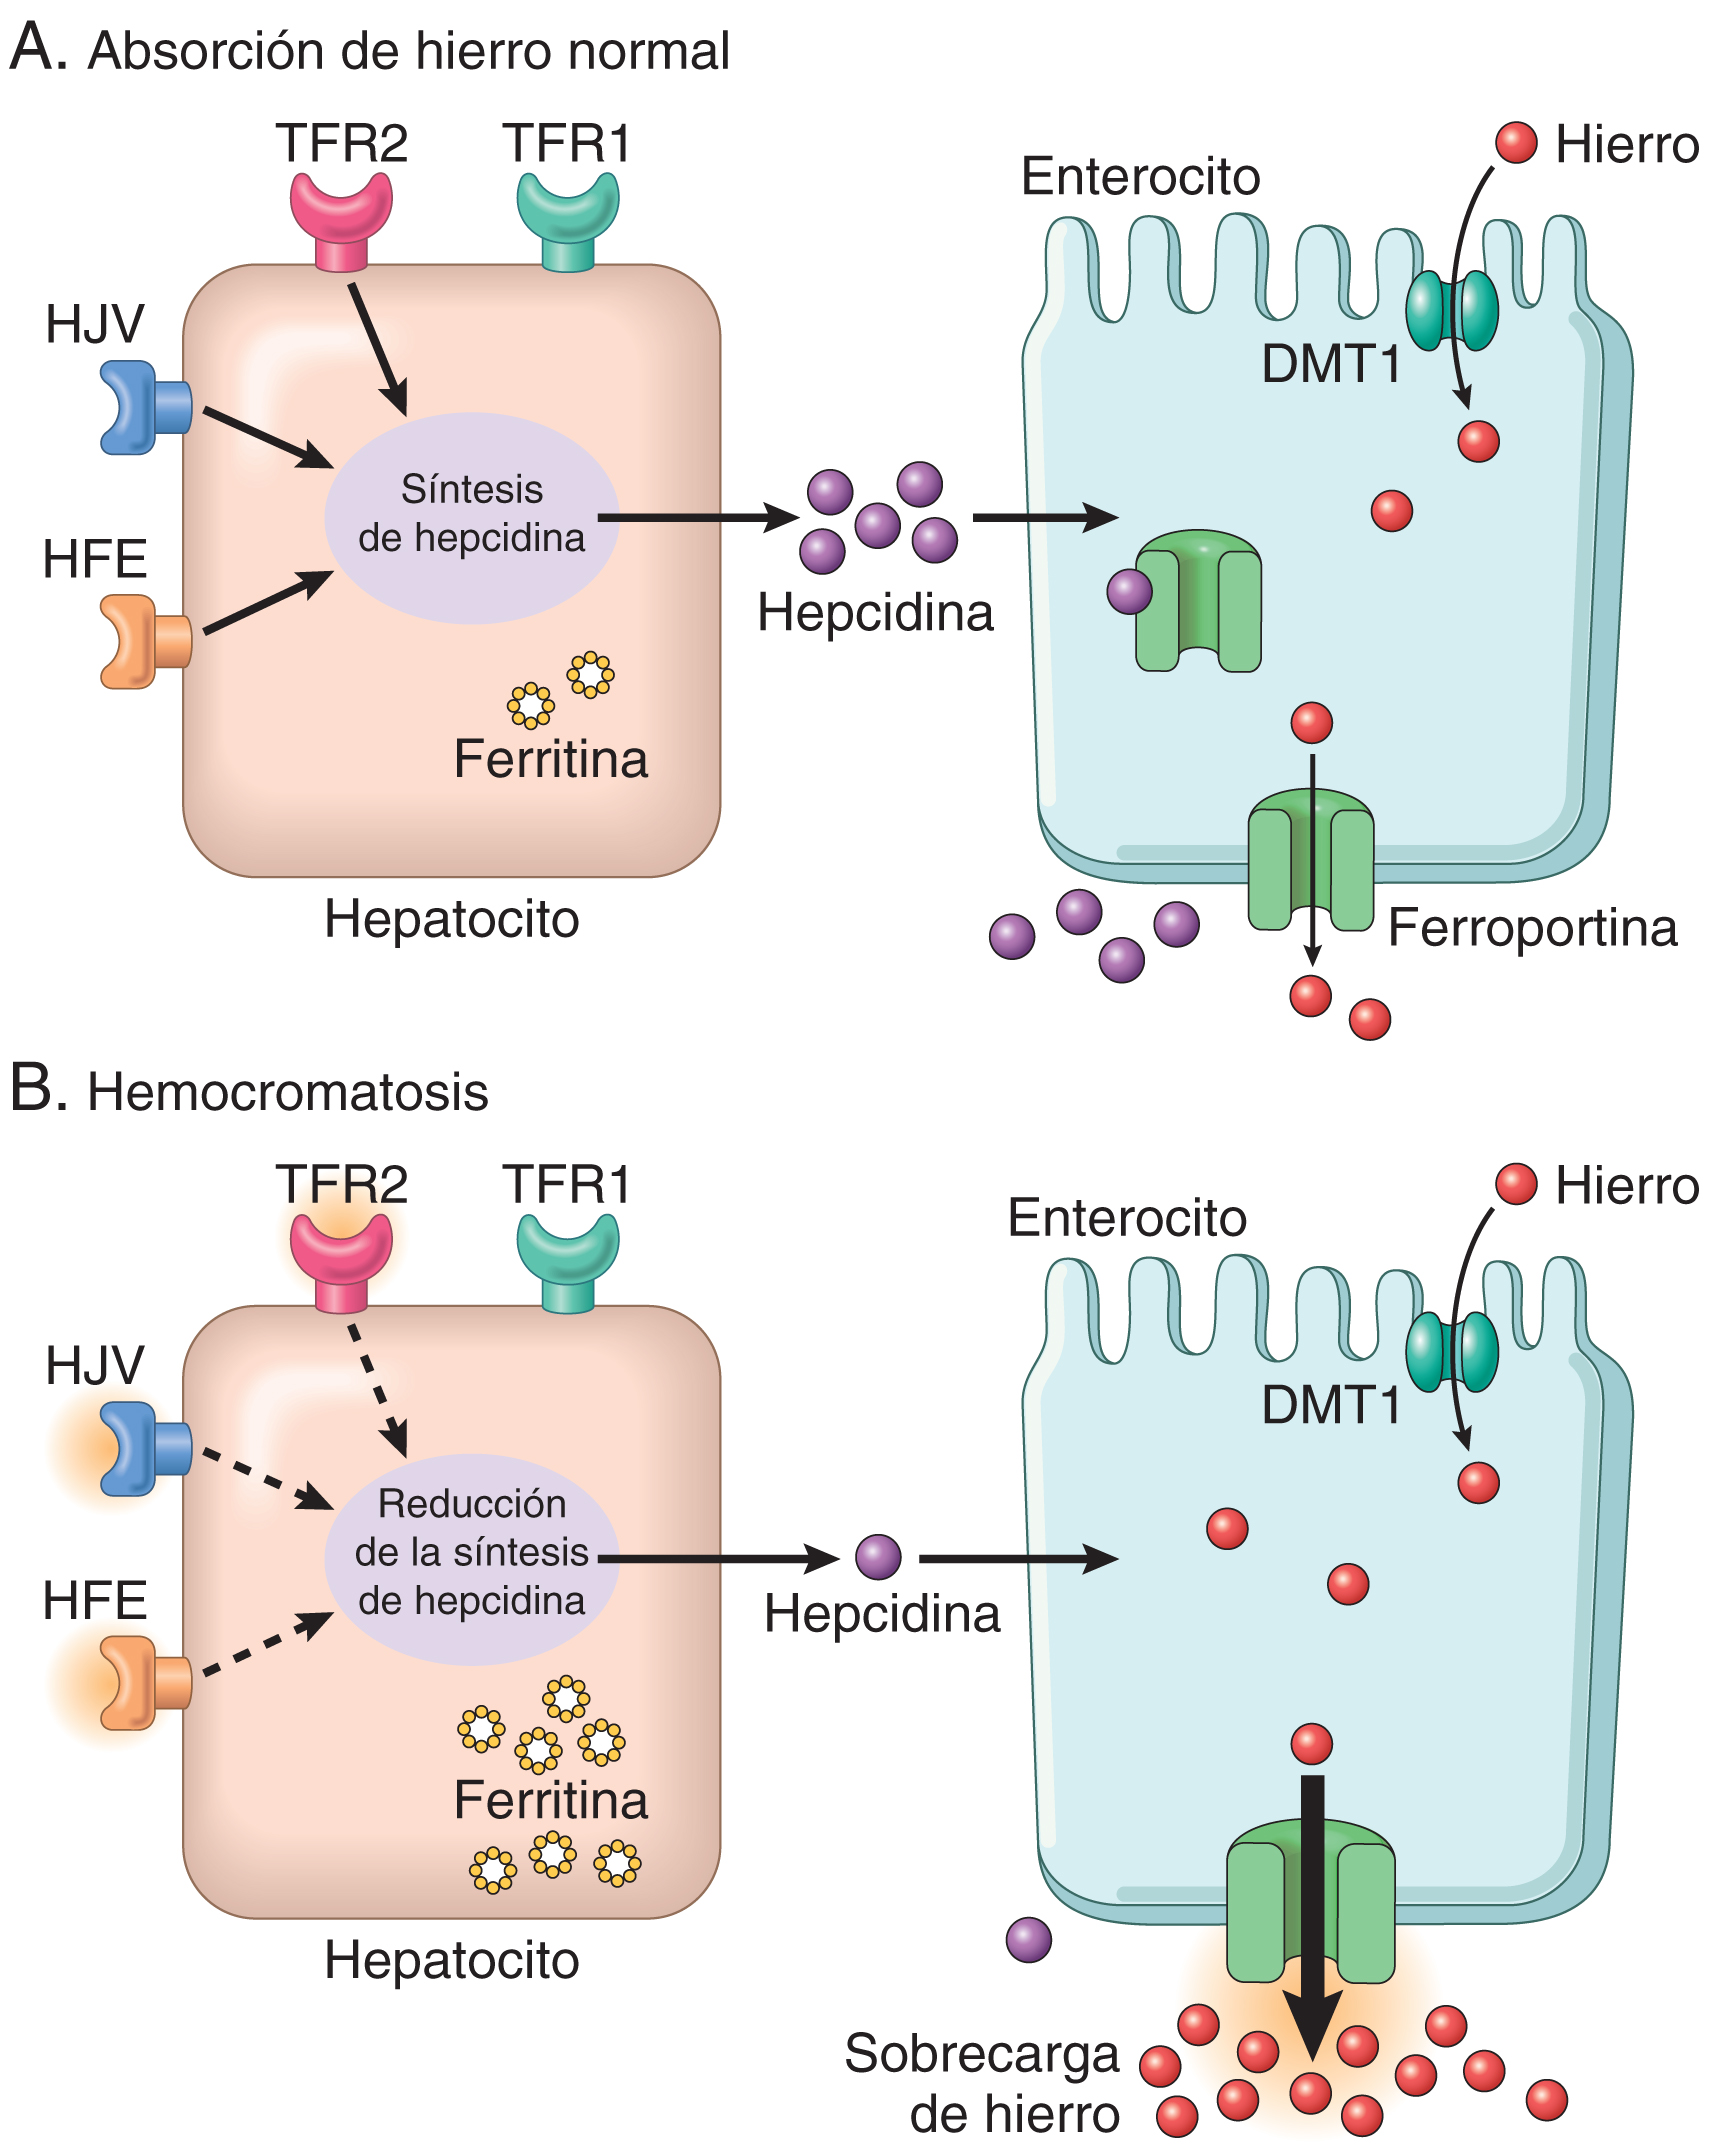 A. Absorción de hierro normal
TFR2
TFR1
Hierro
Enterocito
HJV
DMT1
Síntesis
de hepcidina
HFE
Hepcidina
Ferritina
Hepatocito
Ferroportina
B. Hemocromatosis
TFR2
TFR1
Hierro
Enterocito
HJV
DMT1
Reducción
de la síntesis
de hepcidina
HFE
Hepcidina
Ferritina
Hepatocito
Sobrecarga
de hierro